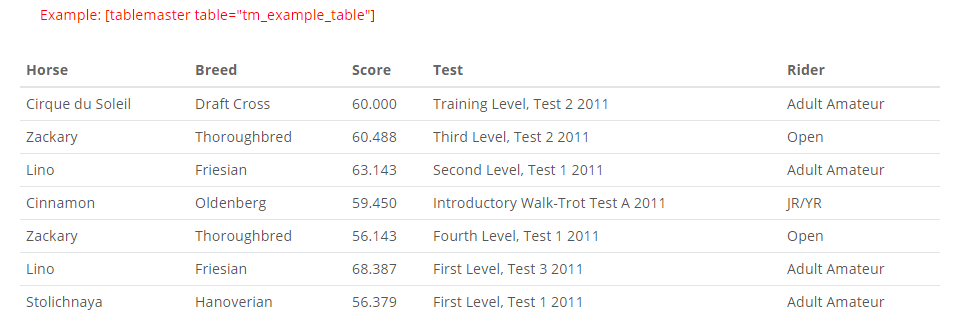 Example: [tablemaster table="tm_example_table"]
Horse Breed Score Test Rider
Cirque du Soleil Draft Cross 60.000 Training Level, Test 2 2011 Adult Amateur
Zackary Thoroughbred 60.488 Third Level, Test 2 2011 Open
Lino Friesian 63.143 Second Level, Test 1 2011 Adult Amateur
Cinnamon Oldenberg 59.450 Introductory Walk-Trot Test A 2011 JR/YR
Zackary Thoroughbred 56.143 Fourth Level, Test 1 2011 Open
Lino Friesian 68.387 First Level, Test 3 2011 Adult Amateur
Stolichnaya Hanoverian 56.379 First Level, Test 1 2011 Adult Amateur